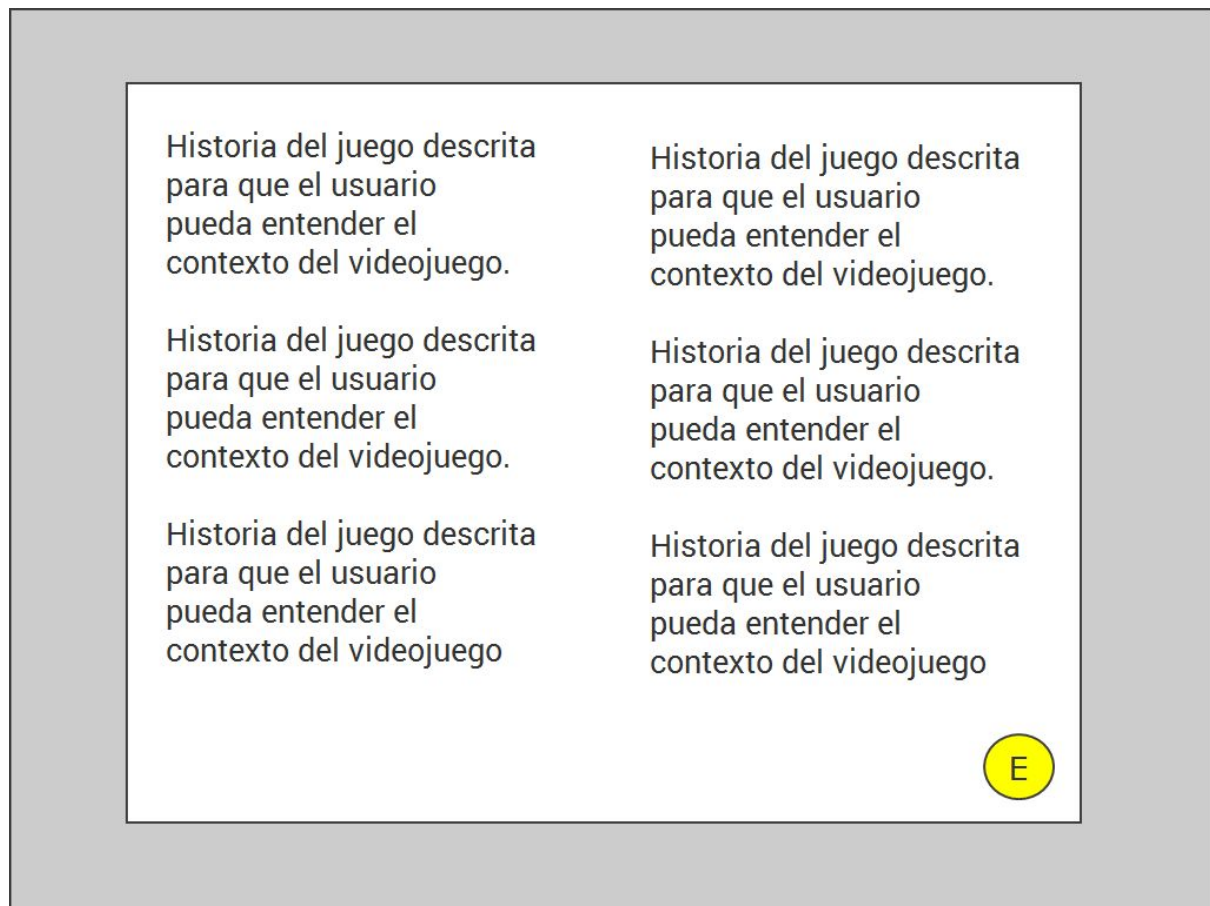 Historia del juego descrita
para que el usuario
pueda entender el
contexto del videojuego.
Historia del juego descrita
para que el usuario
pueda entender el
contexto del videojuego.
Historia del juego descrita
para que el usuario
pueda entender el
contexto del videojuego
Historia del juego descrita
para que el usuario
pueda entender el
contexto del videojuego.
Historia del juego descrita
para que el usuario
pueda entender el
contexto del videojuego.
Historia del juego descrita
para que el usuario
pueda entender el
contexto del videojuego
E